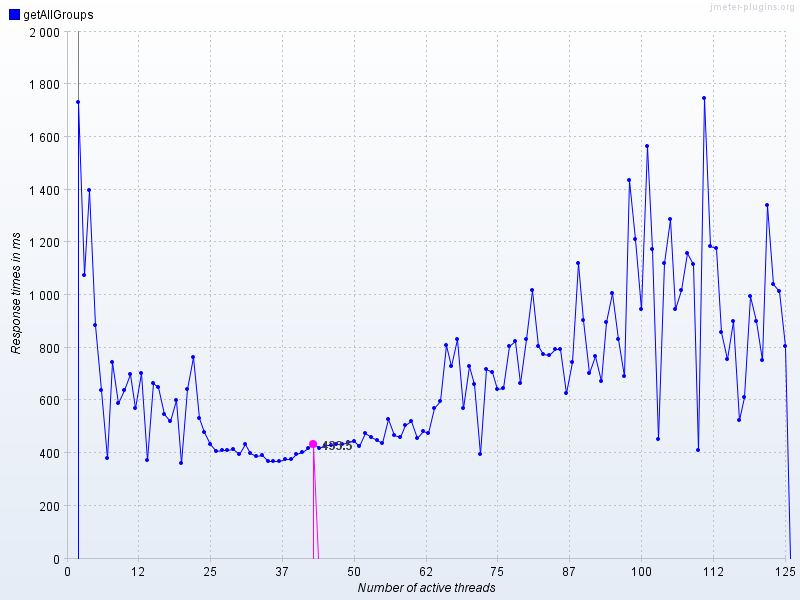 jmeter-plugins.org
getAllGroups
2 000
1 800
1 600
1 400
1 200
1 000
800
600
400
200
0
Response times in ms
433.5
0 12 25 37 50 62 75 87 100 112 125
Number of active threads